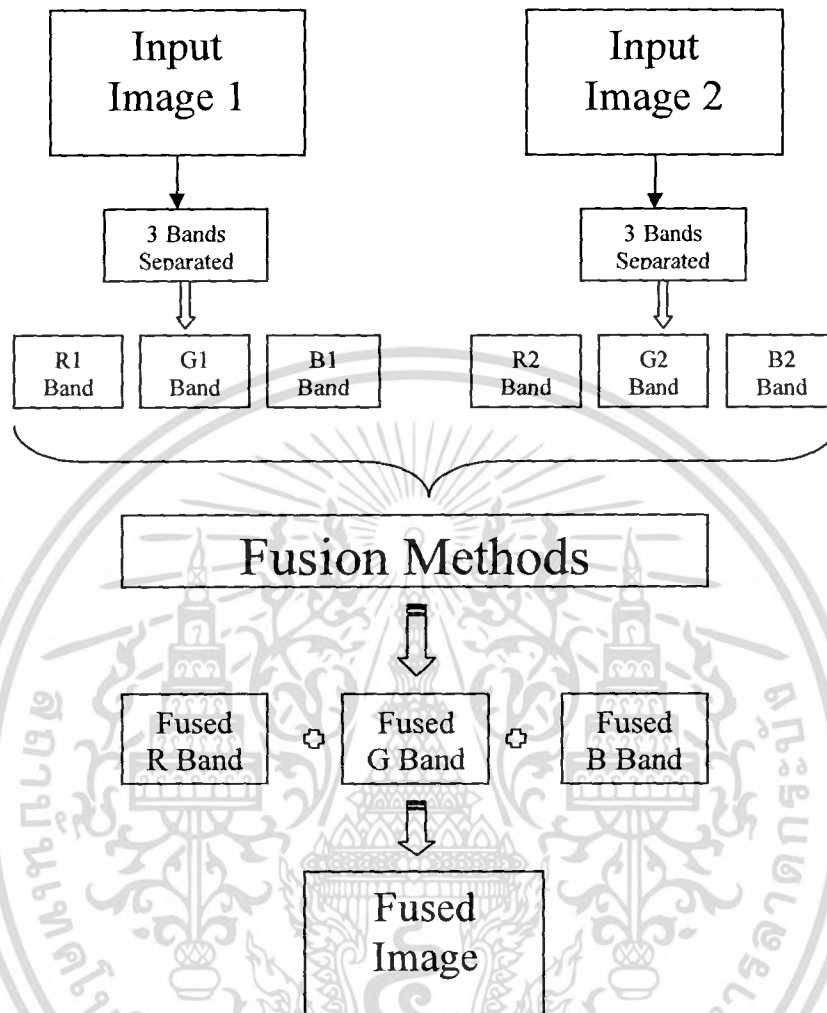 Input
Image 1
Input
Image 2
3 Bands
Separated
3 Bands
Separated
R1
Band
G1
Band
B1
Band
R2
Band
G2
Band
B2
Band
Fusion Methods
Fused
R Band
Fused
G Band
Fused
B Band
Fused
Image